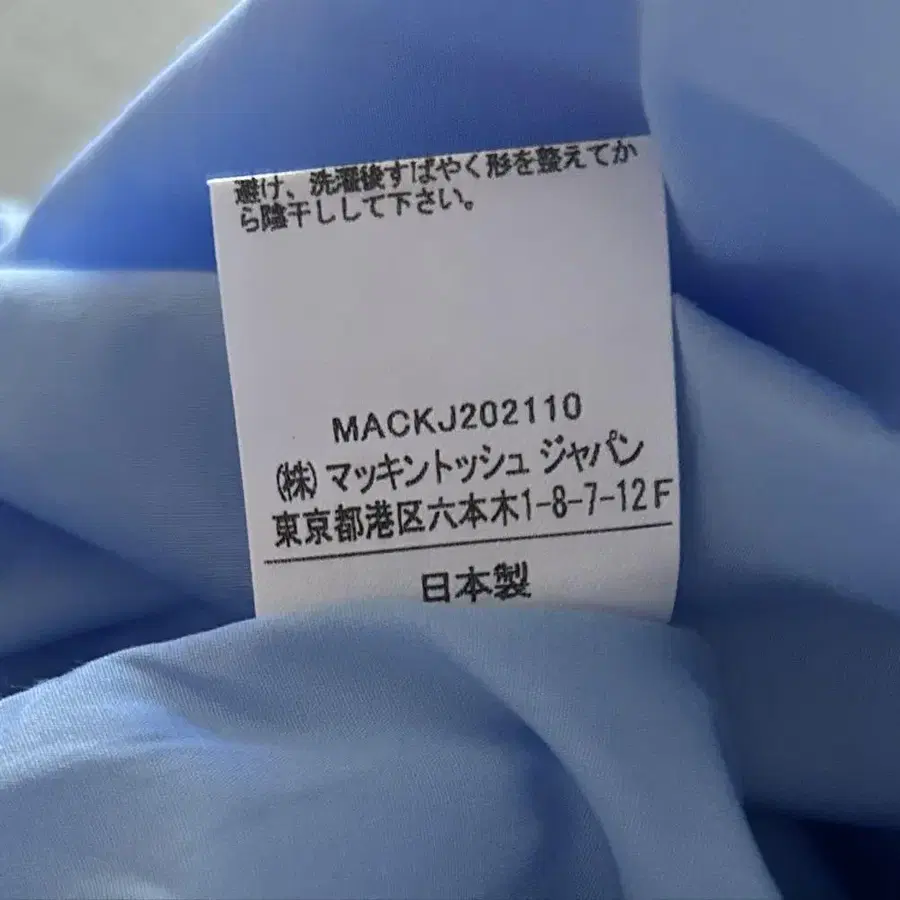 避け、洗濯後すばやく形を整えてか
ら陰干しして下さい。
MACKJ202110
(株) マッキントッシュ ジャパン
東京都港区六本木1-8-7-12F
日本製